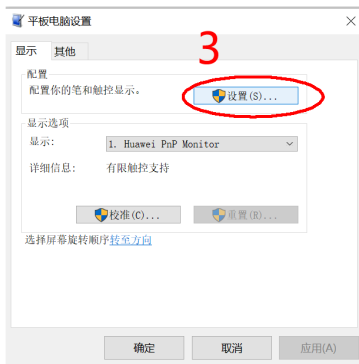 平板电脑设置
显示 其他
3
配置
配置你的笔和触控显示。
设置(S)...
显示选项
显示: 1. Huawei PnP Monitor
详细信息: 有限触控支持
校准(C)... 重置(R)...
选择屏幕旋转顺序转至方向
确定 取消 应用(A)